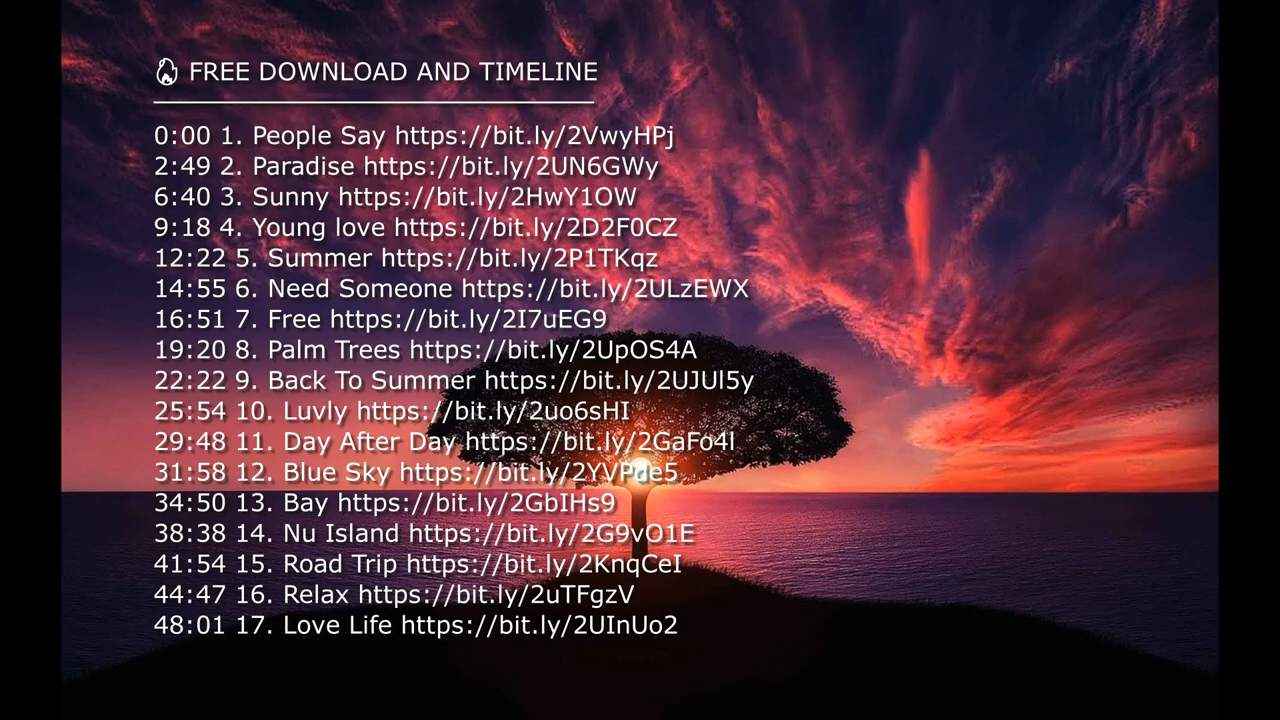 🔥 FREE DOWNLOAD AND TIMELINE
0:00 1. People Say https://bit.ly/2VwyHPj
2:49 2. Paradise https://bit.ly/2UN6GWy
6:40 3. Sunny https://bit.ly/2HwY1OW
9:18 4. Young love https://bit.ly/2D2F0CZ
12:22 5. Summer https://bit.ly/2P1TKqz
14:55 6. Need Someone https://bit.ly/2ULzEWX
16:51 7. Free https://bit.ly/2I7uEG9
19:20 8. Palm Trees https://bit.ly/2UpOS4A
22:22 9. Back To Summer https://bit.ly/2UJUl5y
25:54 10. Luvly https://bit.ly/2uo6sHI
29:48 11. Day After Day https://bit.ly/2GaFo4l
31:58 12. Blue Sky https://bit.ly/2YVPde5
34:50 13. Bay https://bit.ly/2GbIHs9
38:38 14. Nu Island https://bit.ly/2G9vO1E
41:54 15. Road Trip https://bit.ly/2KnqCeI
44:47 16. Relax https://bit.ly/2uTFgzV
48:01 17. Love Life https://bit.ly/2UInUo2